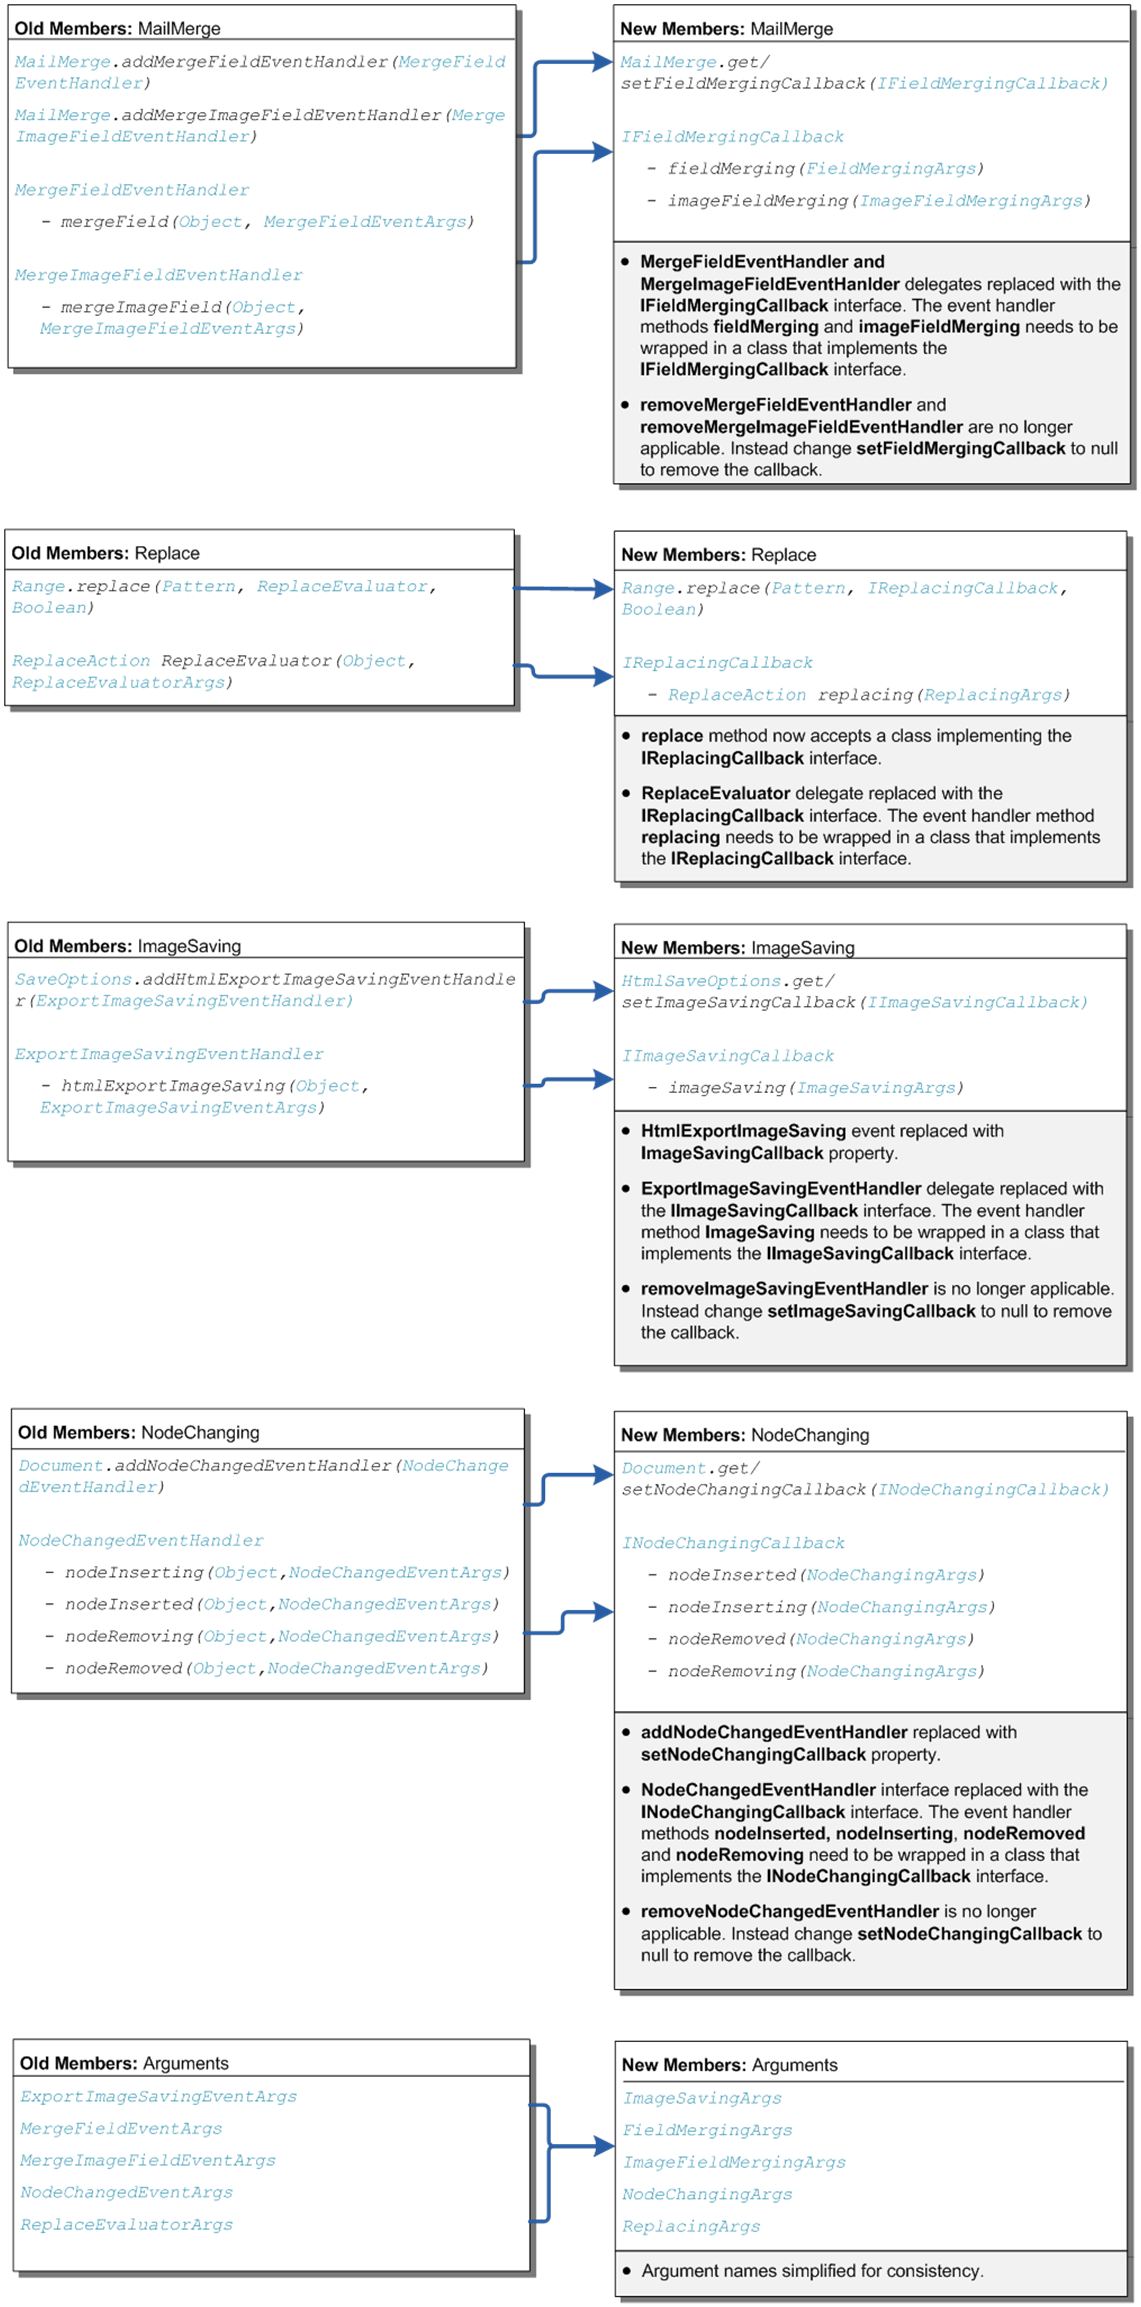 Old Members: MailMerge
MailMerge.addMergeFieldEventHandler(MergeField
EventHandler)
MailMerge.addMergeImageFieldEventHandler(Merge
ImageFieldEventHandler)
MergeFieldEventHandler
- mergeField(Object, MergeFieldEventArgs)
MergeImageFieldEventHandler
- mergeImageField(Object,
MergeImageFieldEventArgs)
New Members: MailMerge
MailMerge.get/
setFieldMergingCallback(IFieldMergingCallback)
IFieldMergingCallback
- fieldMerging(FieldMergingArgs)
- imageFieldMerging(ImageFieldMergingArgs)
• MergeFieldEventHandler and
MergeImageFieldEventHanlder delegates replaced with the
IFieldMergingCallback interface. The event handler
methods fieldMerging and imageFieldMerging needs to be
wrapped in a class that implements the
IFieldMergingCallback interface.
• removeMergeFieldEventHandler and
removeMergeImageFieldEventHandler are no longer
applicable. Instead change setFieldMergingCallback to null
to remove the callback.
Old Members: Replace
Range.replace(Pattern, ReplaceEvaluator,
Boolean)
ReplaceAction ReplaceEvaluator(Object,
ReplaceEvaluatorArgs)
New Members: Replace
Range.replace(Pattern, IReplacingCallback,
Boolean)
IReplacingCallback
- ReplaceAction replacing(ReplacingArgs)
• replace method now accepts a class implementing the
IReplacingCallback interface.
• ReplaceEvaluator delegate replaced with the
IReplacingCallback interface. The event handler method
replacing needs to be wrapped in a class that implements
the IReplacingCallback interface.
Old Members: ImageSaving
SaveOptions.addHtmlExportImageSavingEventHandle
r(ExportImageSavingEventHandler)
ExportImageSavingEventHandler
- htmlExportImageSaving(Object,
ExportImageSavingEventArgs)
New Members: ImageSaving
HtmlSaveOptions.get/
setImageSavingCallback(IImageSavingCallback)
IImageSavingCallback
- imageSaving(ImageSavingArgs)
• HtmlExportImageSaving event replaced with
ImageSavingCallback property.
• ExportImageSavingEventHandler delegate replaced with
the IImageSavingCallback interface. The event handler
method ImageSaving needs to be wrapped in a class that
implements the IImageSavingCallback interface.
• removeImageSavingEventHandler is no longer applicable.
Instead change setImageSavingCallback to null to remove
the callback.
Old Members: NodeChanging
Document.addNodeChangedEventHandler(NodeChange
dEventHandler)
NodeChangedEventHandler
- nodeInserting(Object,NodeChangedEventArgs)
- nodeInserted(Object,NodeChangedEventArgs)
- nodeRemoving(Object,NodeChangedEventArgs)
- nodeRemoved(Object,NodeChangedEventArgs)
New Members: NodeChanging
Document.get/
setNodeChangingCallback(INodeChangingCallback)
INodeChangingCallback
- nodeInserted(NodeChangingArgs)
- nodeInserting(NodeChangingArgs)
- nodeRemoved(NodeChangingArgs)
- nodeRemoving(NodeChangingArgs)
• addNodeChangedEventHandler replaced with
setNodeChangingCallback property.
• NodeChangedEventHandler interface replaced with the
INodeChangingCallback interface. The event handler
methods nodeInserted, nodeInserting, nodeRemoved
and nodeRemoving need to be wrapped in a class that
implements the INodeChangingCallback interface.
• removeNodeChangedEventHandler is no longer
applicable. Instead change setNodeChangingCallback to
null to remove the callback.
Old Members: Arguments
ExportImageSavingEventArgs
MergeFieldEventArgs
MergeImageFieldEventArgs
NodeChangedEventArgs
ReplaceEvaluatorArgs
New Members: Arguments
ImageSavingArgs
FieldMergingArgs
ImageFieldMergingArgs
NodeChangingArgs
ReplacingArgs
• Argument names simplified for consistency.